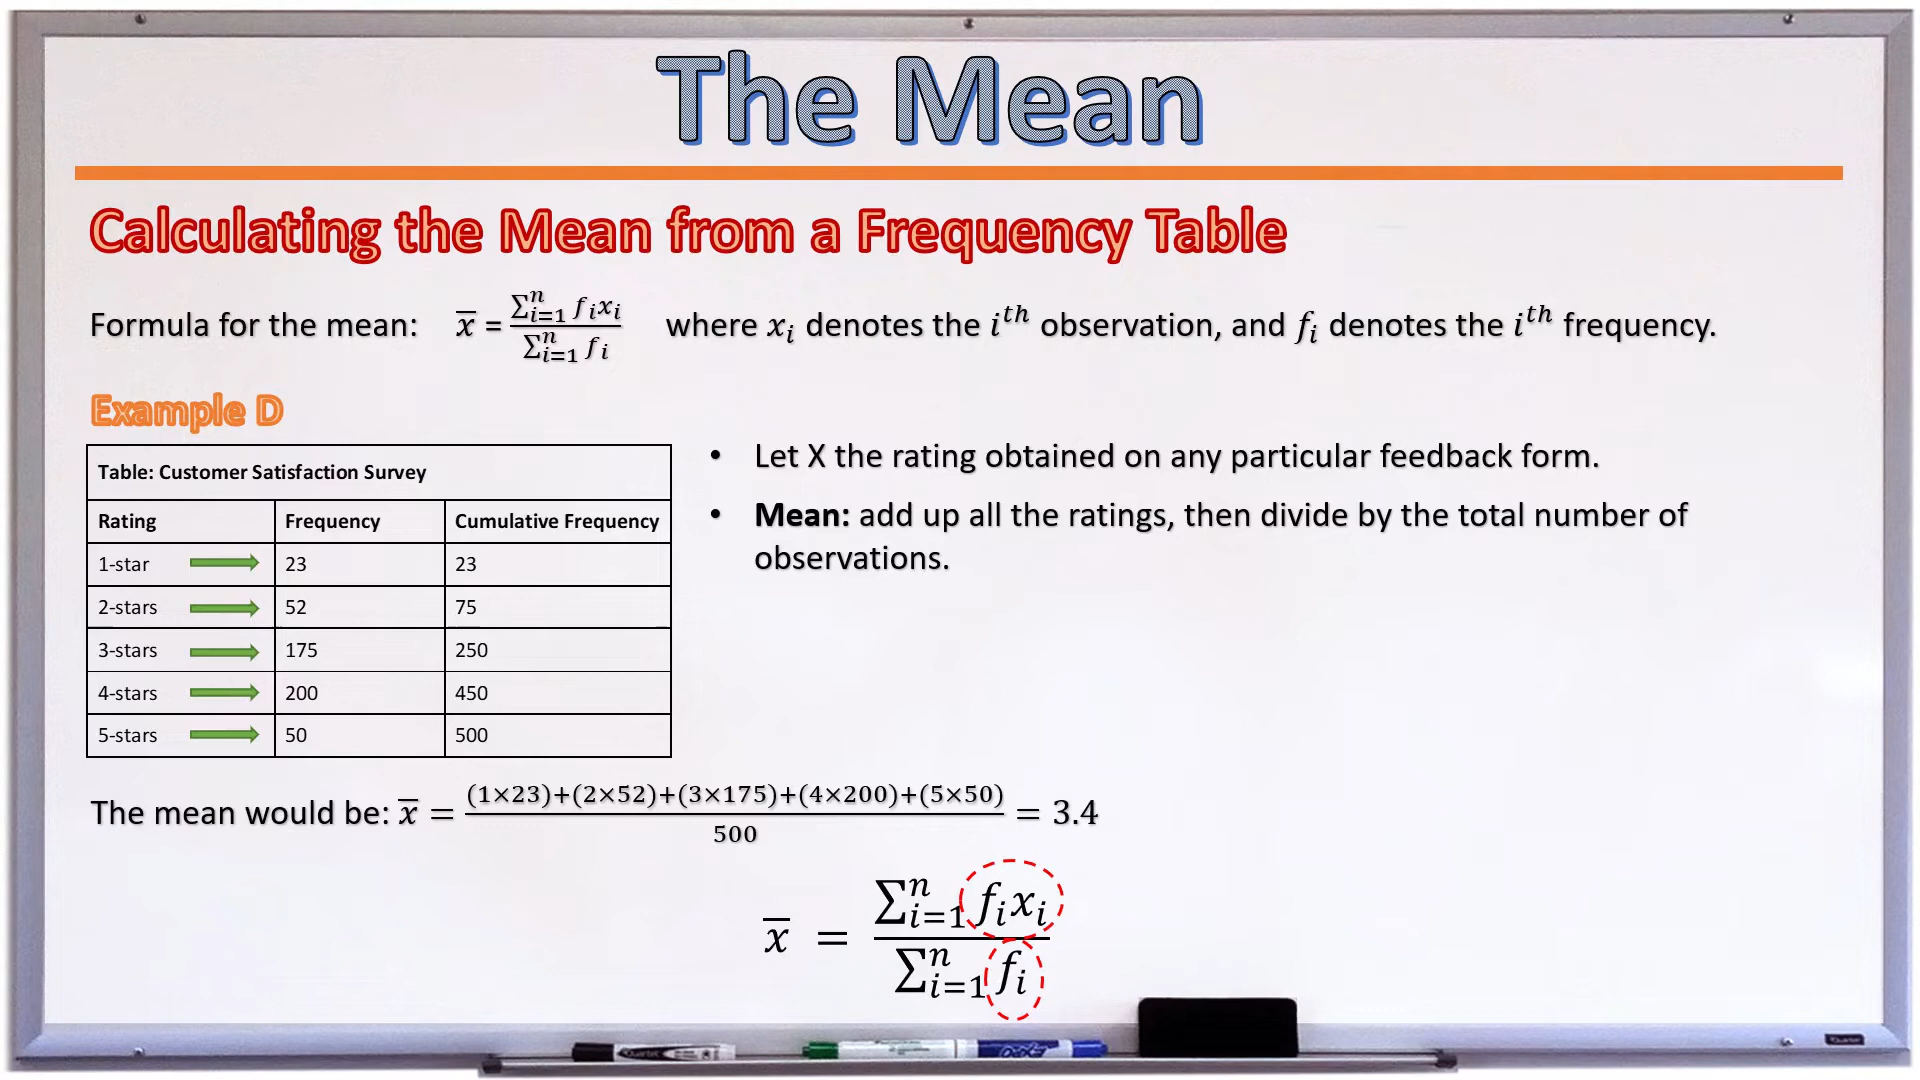 The Mean
Calculating the Mean from a Frequency Table
Formula for the mean: x̅ = ∑ⁿᵢ₌₁ fᵢxᵢ / ∑ⁿᵢ₌₁ fᵢ where xᵢ denotes the iᵗʰ observation, and fᵢ denotes the iᵗʰ frequency.
Example D
Table: Customer Satisfaction Survey
Rating Frequency Cumulative Frequency
1-star 23 23
2-stars 52 75
3-stars 175 250
4-stars 200 450
5-stars 50 500
• Let X the rating obtained on any particular feedback form.
• Mean: add up all the ratings, then divide by the total number of
observations.
The mean would be: x̅ = (1×23)+(2×52)+(3×175)+(4×200)+(5×50) / 500 = 3.4
x̅ = ∑ⁿᵢ₌₁ fᵢxᵢ / ∑ⁿᵢ₌₁ fᵢ